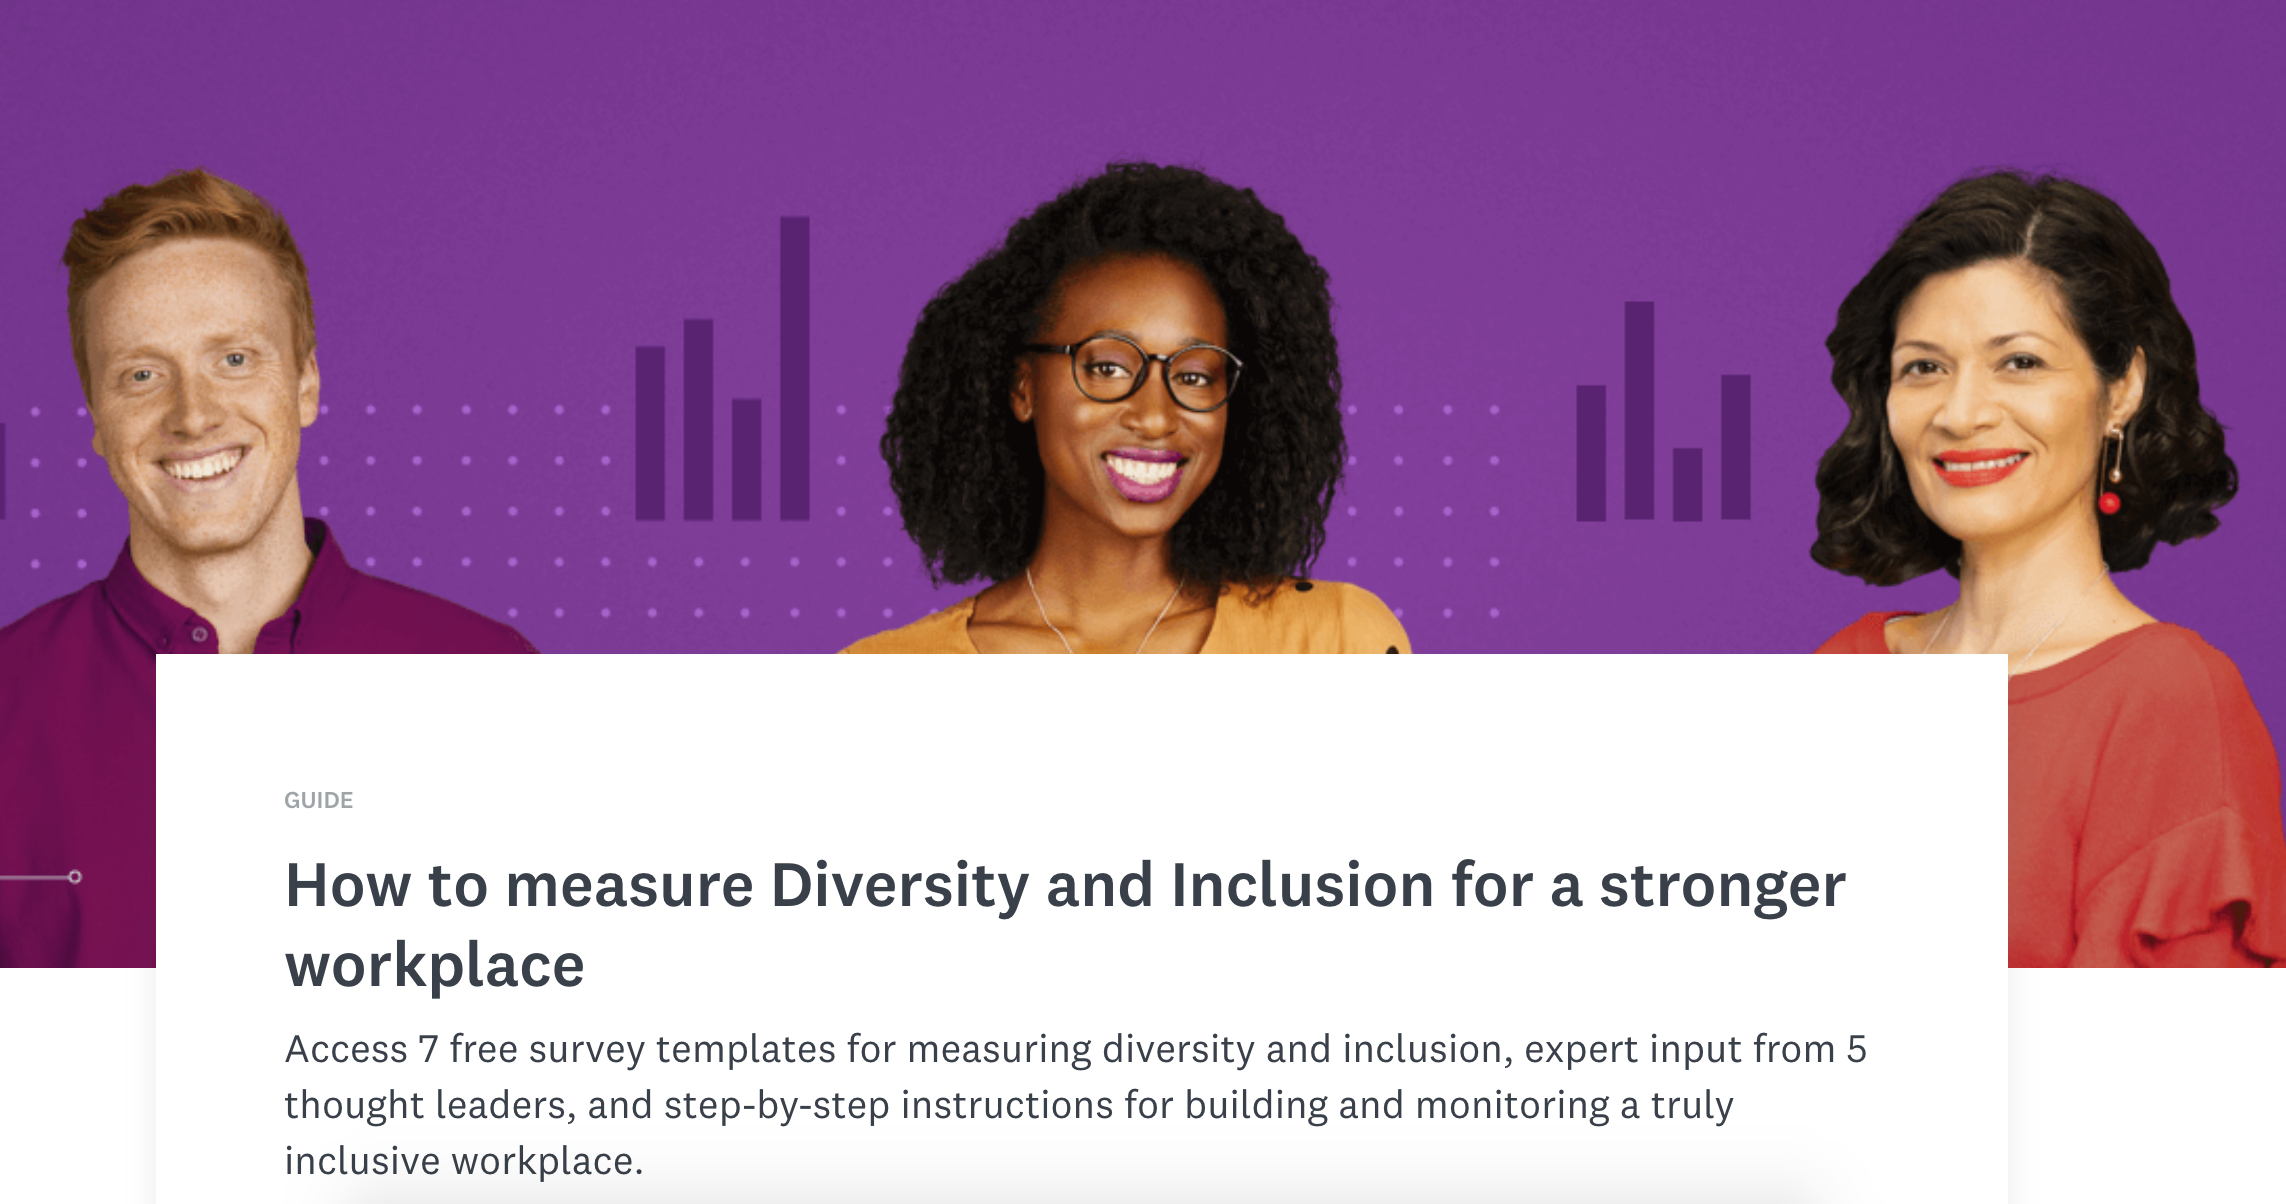 GUIDE
How to measure Diversity and Inclusion for a stronger
workplace
Access 7 free survey templates for measuring diversity and inclusion, expert input from 5
thought leaders, and step-by-step instructions for building and monitoring a truly
inclusive workplace.